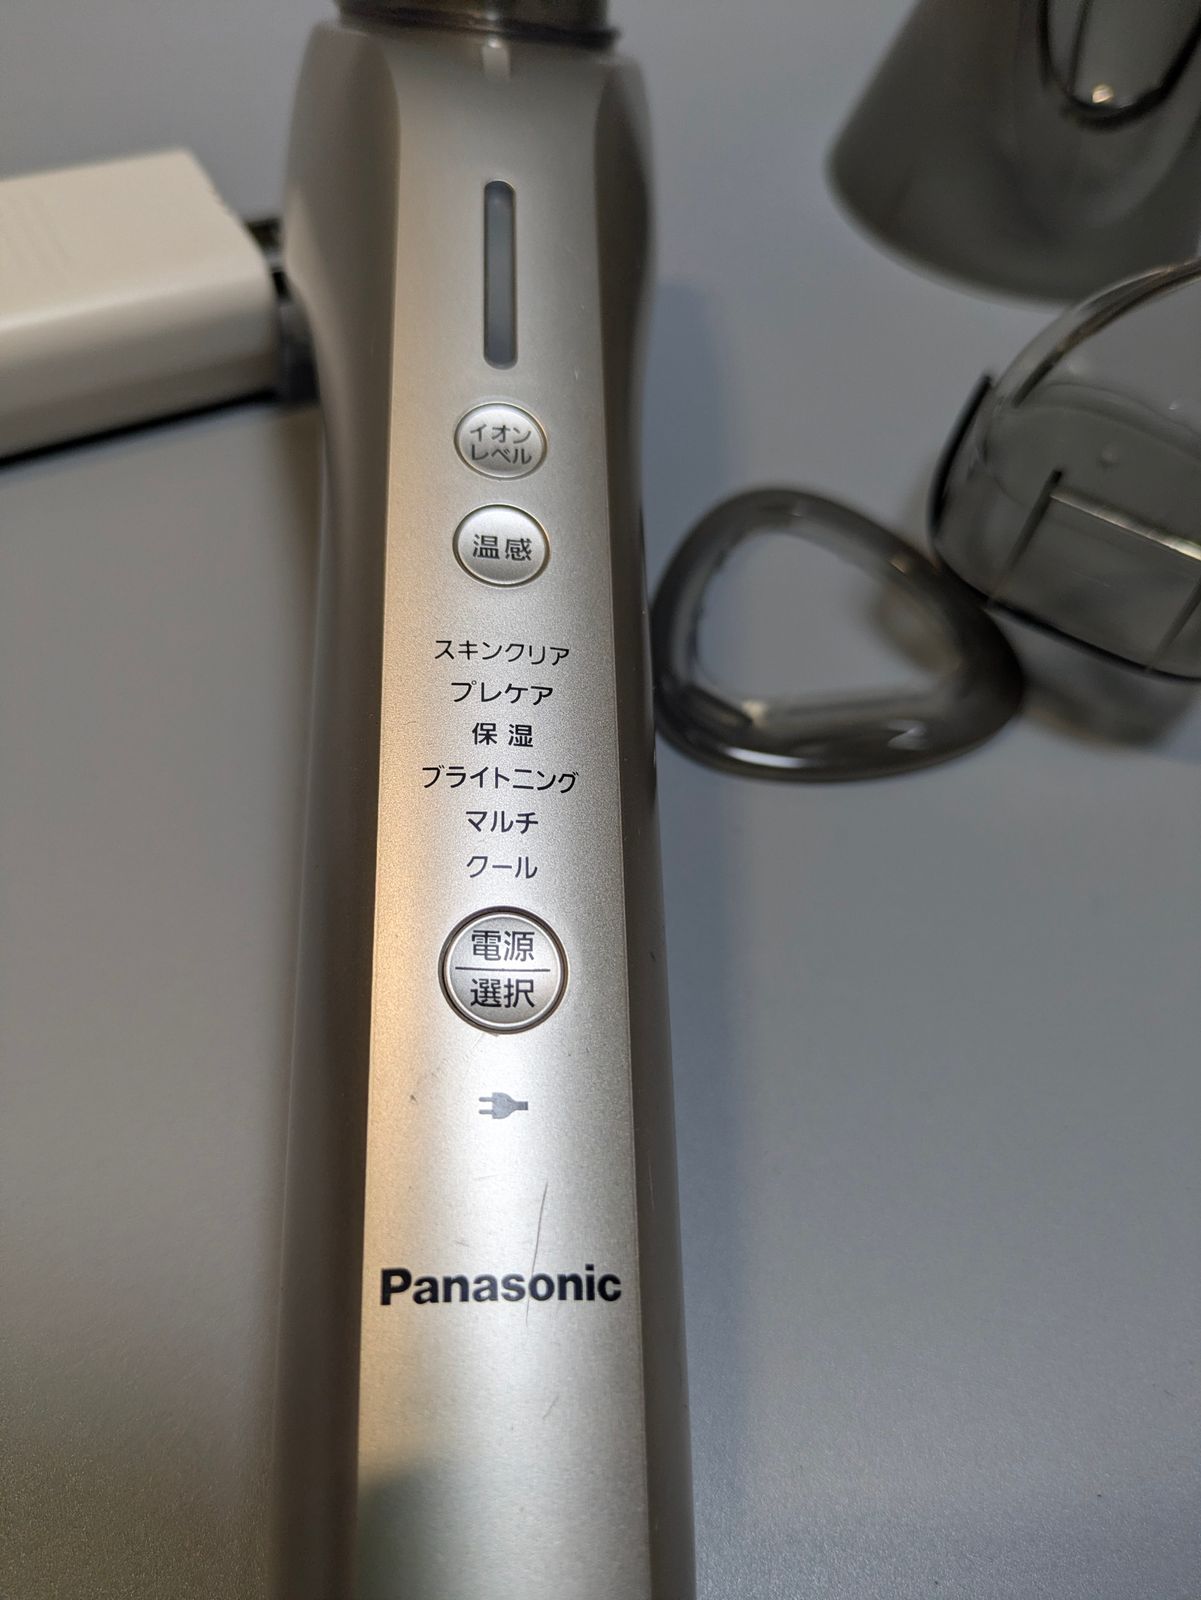 イオン
レベル
温感
スキンクリア
プレケア
保湿
ブライトニング
マルチ
クール
電源
選択
Panasonic